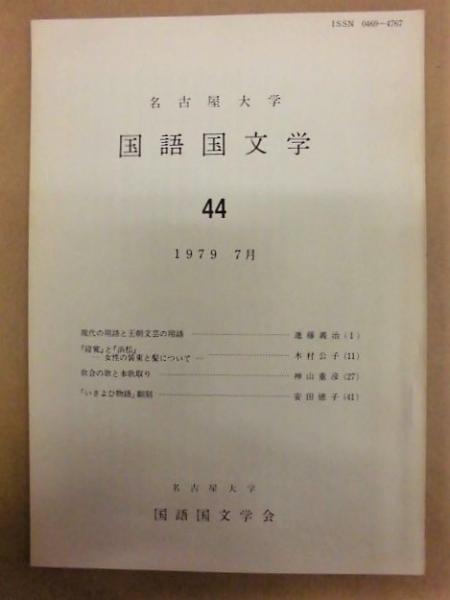 ISSN 0469-4767
名古屋大学
国語国文学
44
1979 7月
現代の用語と王朝文芸の用語 進藤義治(1)
『寝覚』と『浜松』
―女性の装束と髪について― 木村公子(11)
歌合の歌と本歌取り 神山重彦(27)
『いさよひ物語』翻刻 安田徳子(41)
名古屋大学
国語国文学会